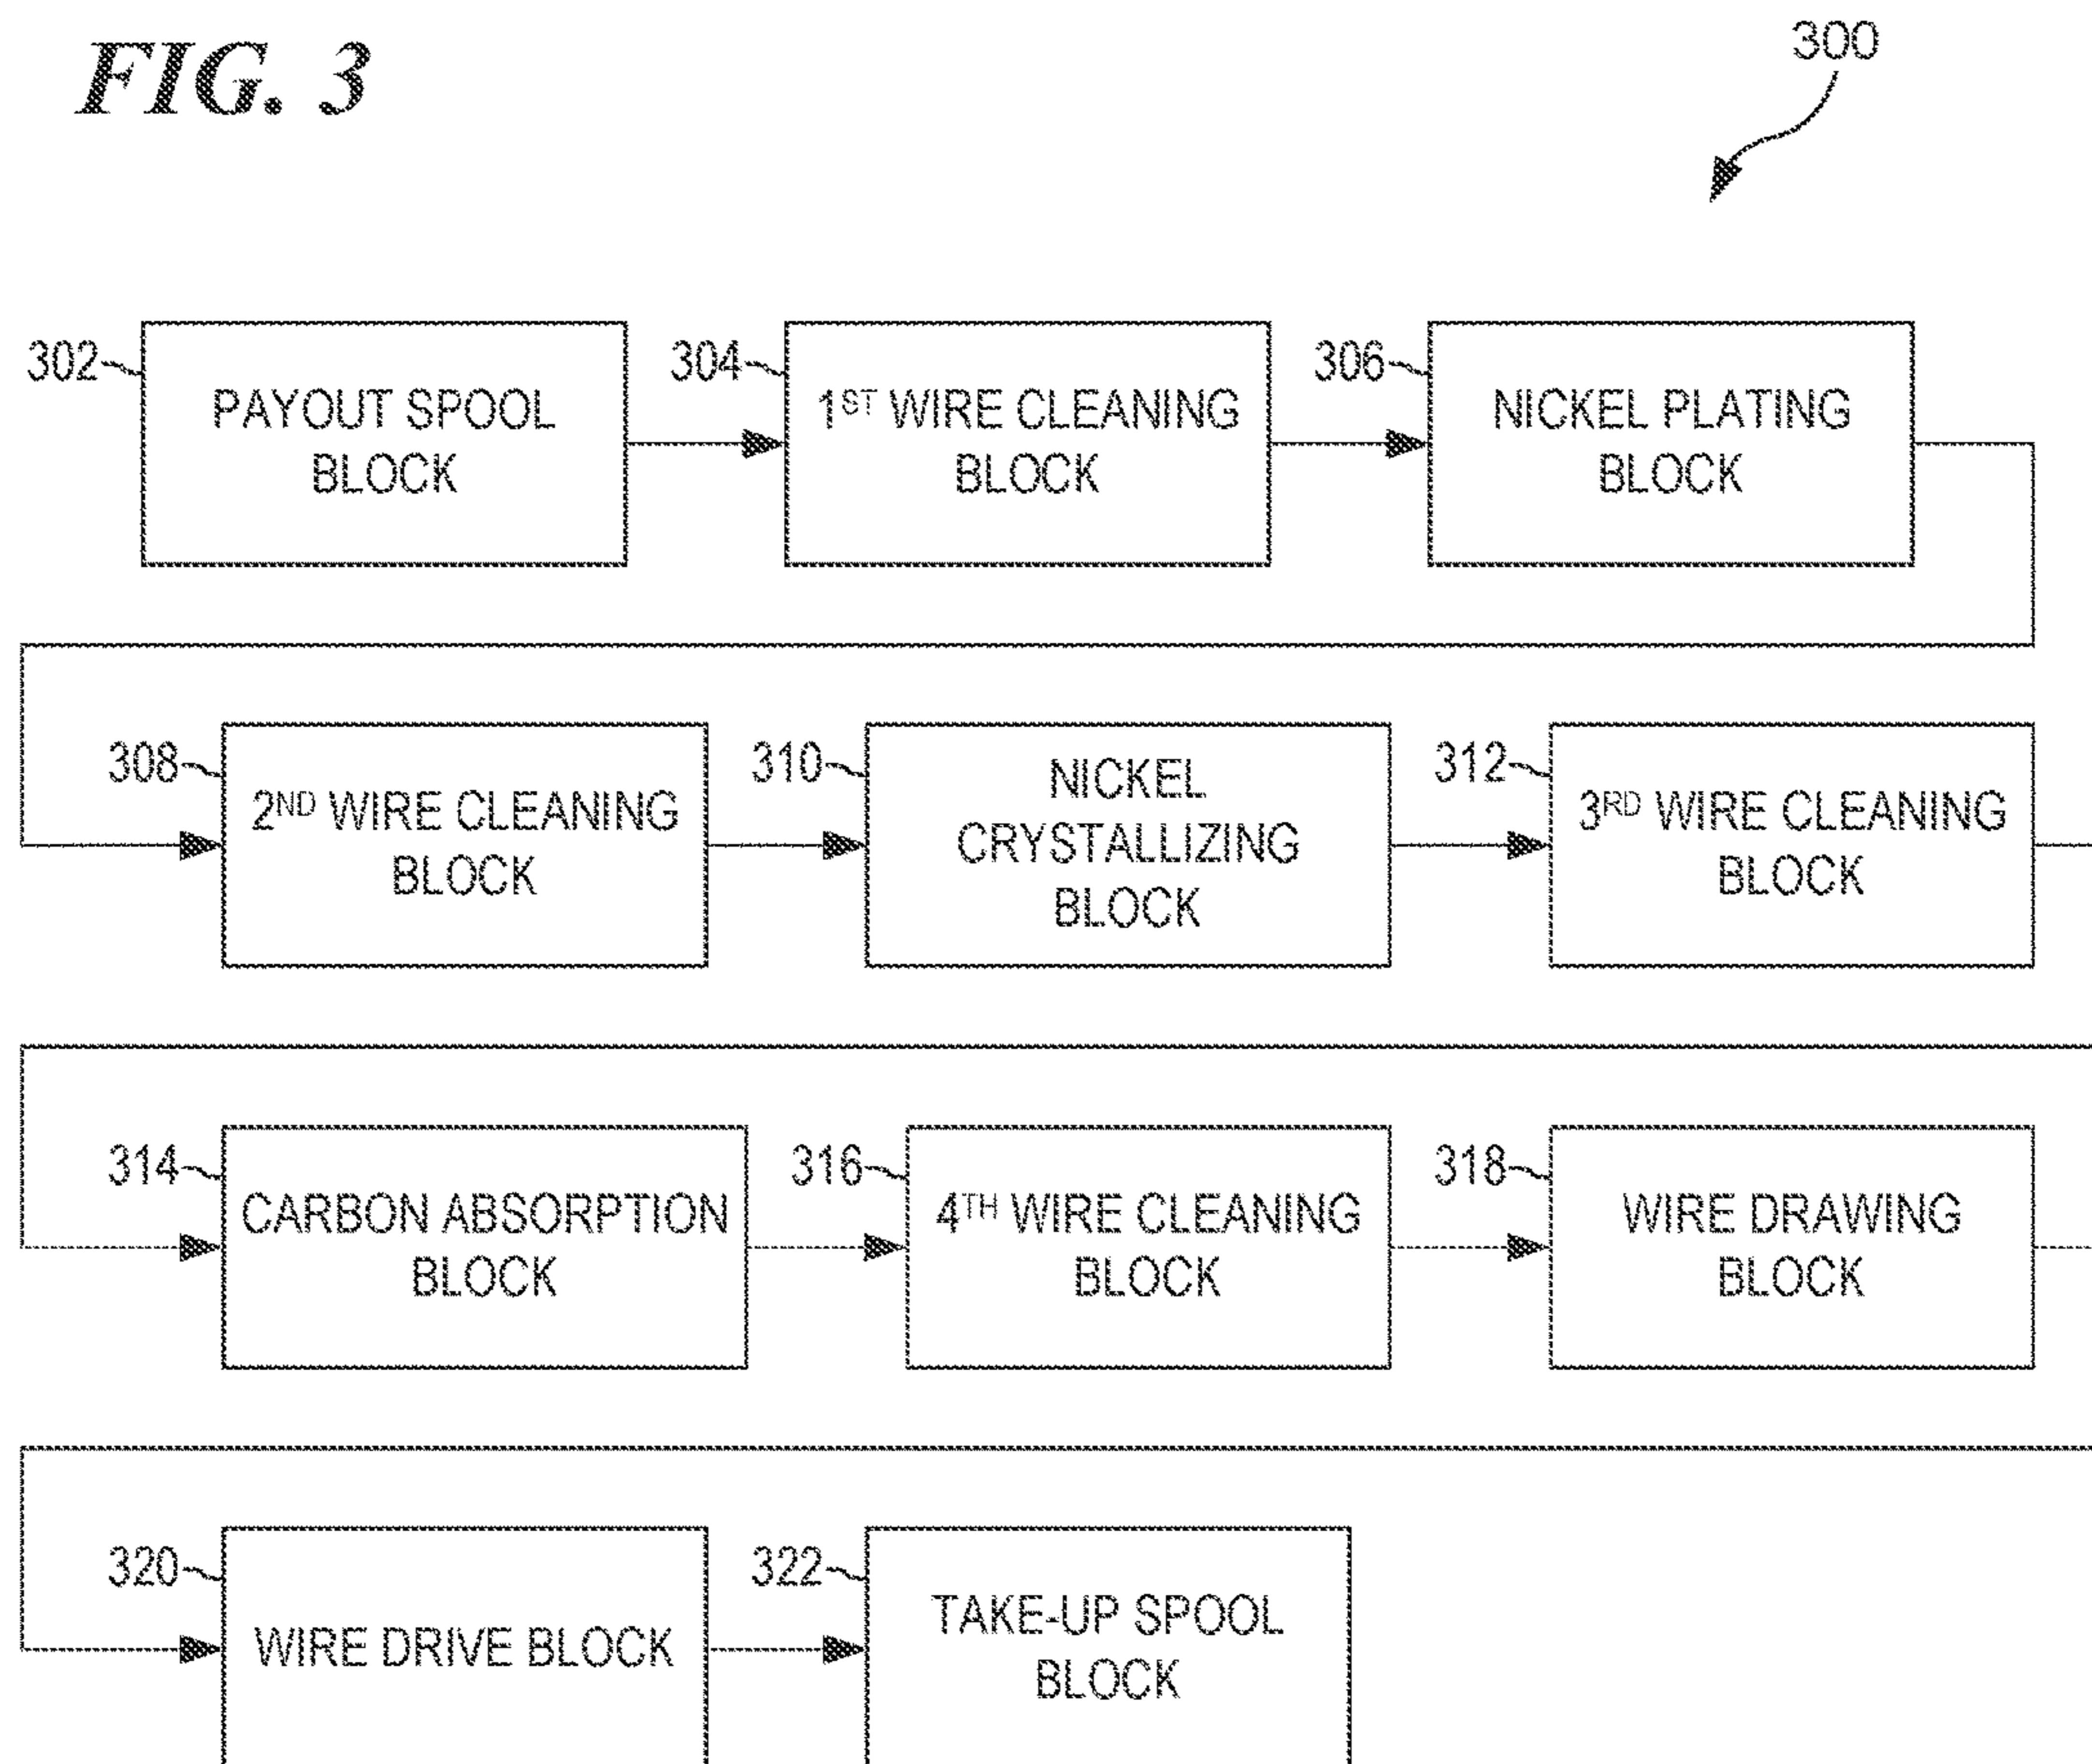 FIG. 3
300
302
PAYOUT SPOOL
BLOCK
304
1ST WIRE CLEANING
BLOCK
306
NICKEL PLATING
BLOCK
308
2ND WIRE CLEANING
BLOCK
310
NICKEL
CRYSTALLIZING
BLOCK
312
3RD WIRE CLEANING
BLOCK
314
CARBON ABSORPTION
BLOCK
316
4TH WIRE CLEANING
BLOCK
318
WIRE DRAWING
BLOCK
320
WIRE DRIVE BLOCK
322
TAKE-UP SPOOL
BLOCK